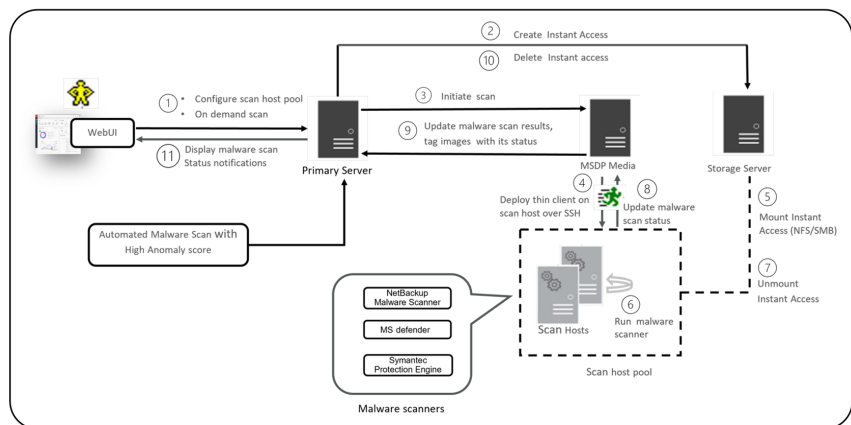 2
Create Instant Access
10
Delete Instant access
1
• Configure scan host pool
• On demand scan
3 Initiate scan
WebUI
9 Update malware scan results,
tag images with its status
11 Display malware scan
Status notifications
Primary Server
MSDP Media
Storage Server
4
Deploy thin client on
scan host over SSH
8
Update malware
scan status
5
Mount Instant
Access (NFS/SMB)
Automated Malware Scan with
High Anomaly score
7
Unmount
Instant Access
NetBackup
Malware Scanner
MS defender
Symantec
Protection Engine
6
Run malware
scanner
Scan Hosts
Scan host pool
Malware scanners